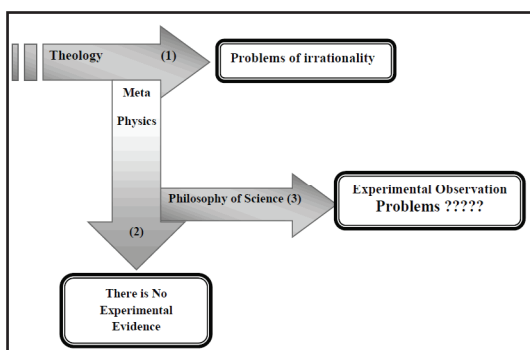 Theology (1)
Problems of irrationality
Meta
Physics
Philosophy of Science (3)
Experimental Observation
Problems ?????
(2)
There is No
Experimental
Evidence